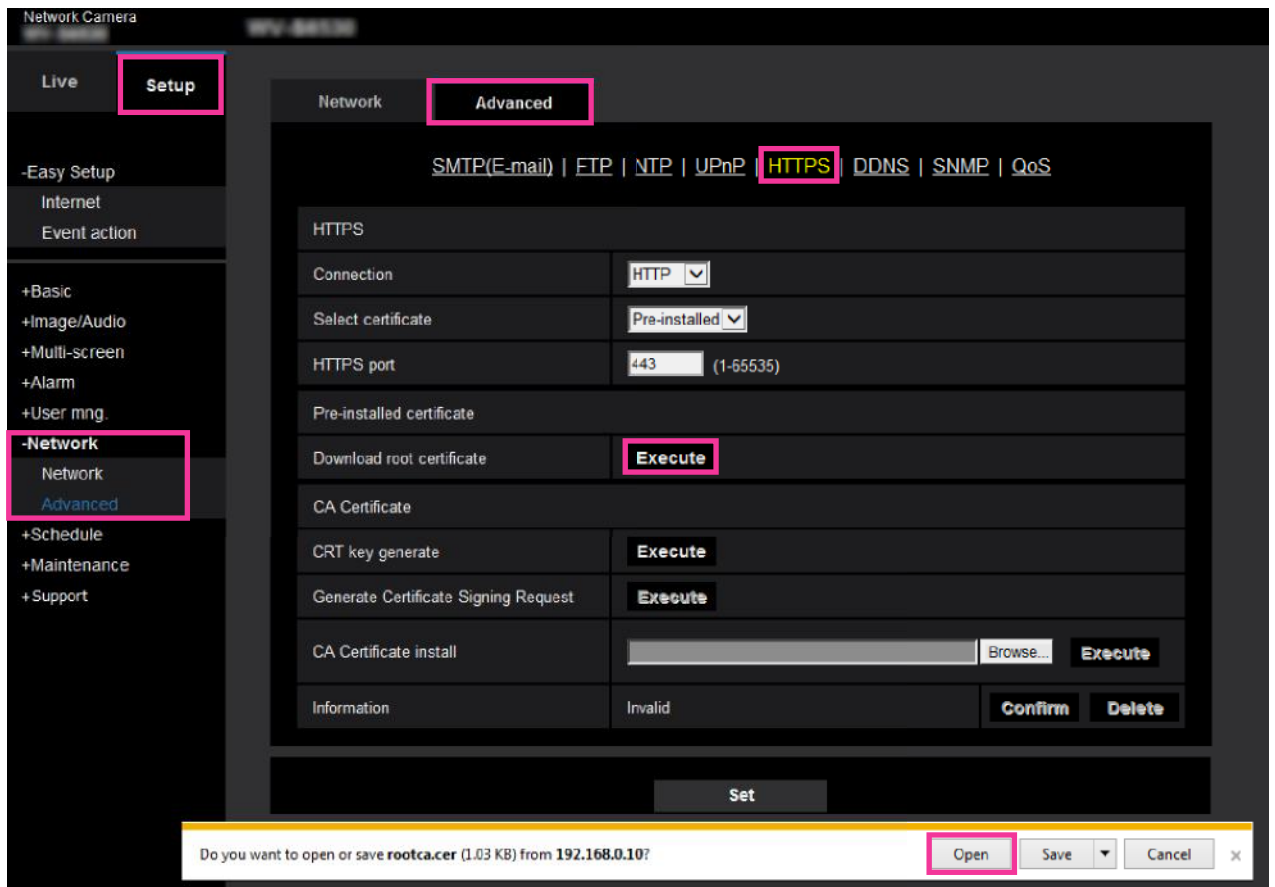 Network Camera
Live
Setup
-Easy Setup
Internet
Event action
+Basic
+Image/Audio
+Multi-screen
+Alarm
+User mng.
-Network
Network
Advanced
+Schedule
+Maintenance
+Support
Network
Advanced
SMTP(E-mail) | FTP | NTP | UPnP | HTTPS | DDNS | SNMP | QoS
HTTPS
Connection HTTP
Select certificate Pre-installed
HTTPS port 443 (1-65535)
Pre-installed certificate
Download root certificate Execute
CA Certificate
CRT key generate Execute
Generate Certificate Signing Request Execute
CA Certificate install Browse... Execute
Information Invalid Confirm Delete
Set
Do you want to open or save rootca.cer (1.03 KB) from 192.168.0.10? Open Save Cancel